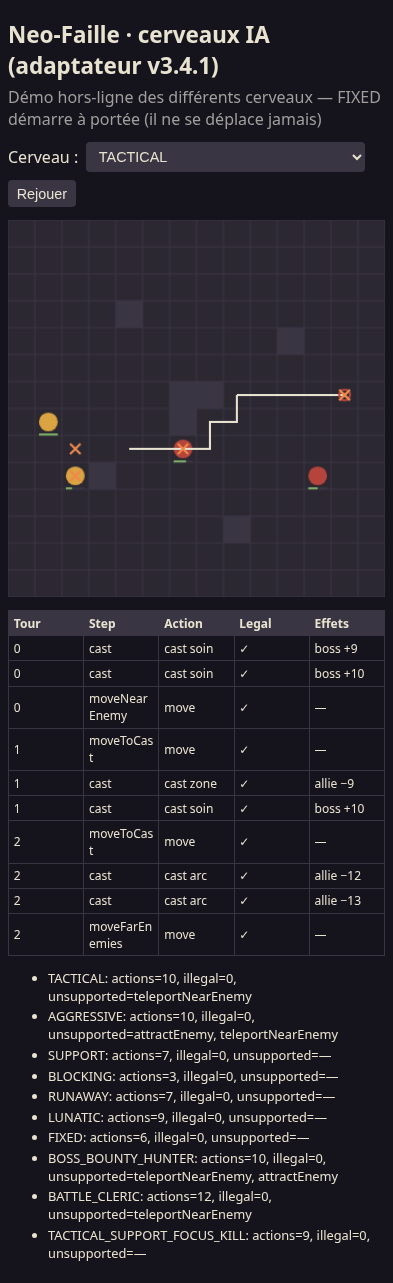 Neo-Faille · cerveaux IA
(adaptateur v3.4.1)
Démo hors-ligne des différents cerveaux — FIXED
démarre à portée (il ne se déplace jamais)
Cerveau : TACTICAL
Rejouer
Tour Step Action Legal Effets
0 cast cast soin ✓ boss +9
0 cast cast soin ✓ boss +10
0 moveNear move ✓ —
Enemy
1 moveToCas move ✓ —
t
1 cast cast zone ✓ allie −9
1 cast cast soin ✓ boss +10
2 moveToCas move ✓ —
t
2 cast cast arc ✓ allie −12
2 cast cast arc ✓ allie −13
2 moveFarEn move ✓ —
emies
• TACTICAL: actions=10, illegal=0,
unsupported=teleportNearEnemy
• AGGRESSIVE: actions=10, illegal=0,
unsupported=attractEnemy, teleportNearEnemy
• SUPPORT: actions=7, illegal=0, unsupported=—
• BLOCKING: actions=3, illegal=0, unsupported=—
• RUNAWAY: actions=7, illegal=0, unsupported=—
• LUNATIC: actions=9, illegal=0, unsupported=—
• FIXED: actions=6, illegal=0, unsupported=—
• BOSS_BOUNTY_HUNTER: actions=10, illegal=0,
unsupported=teleportNearEnemy, attractEnemy
• BATTLE_CLERIC: actions=12, illegal=0,
unsupported=teleportNearEnemy
• TACTICAL_SUPPORT_FOCUS_KILL: actions=9, illegal=0,
unsupported=—